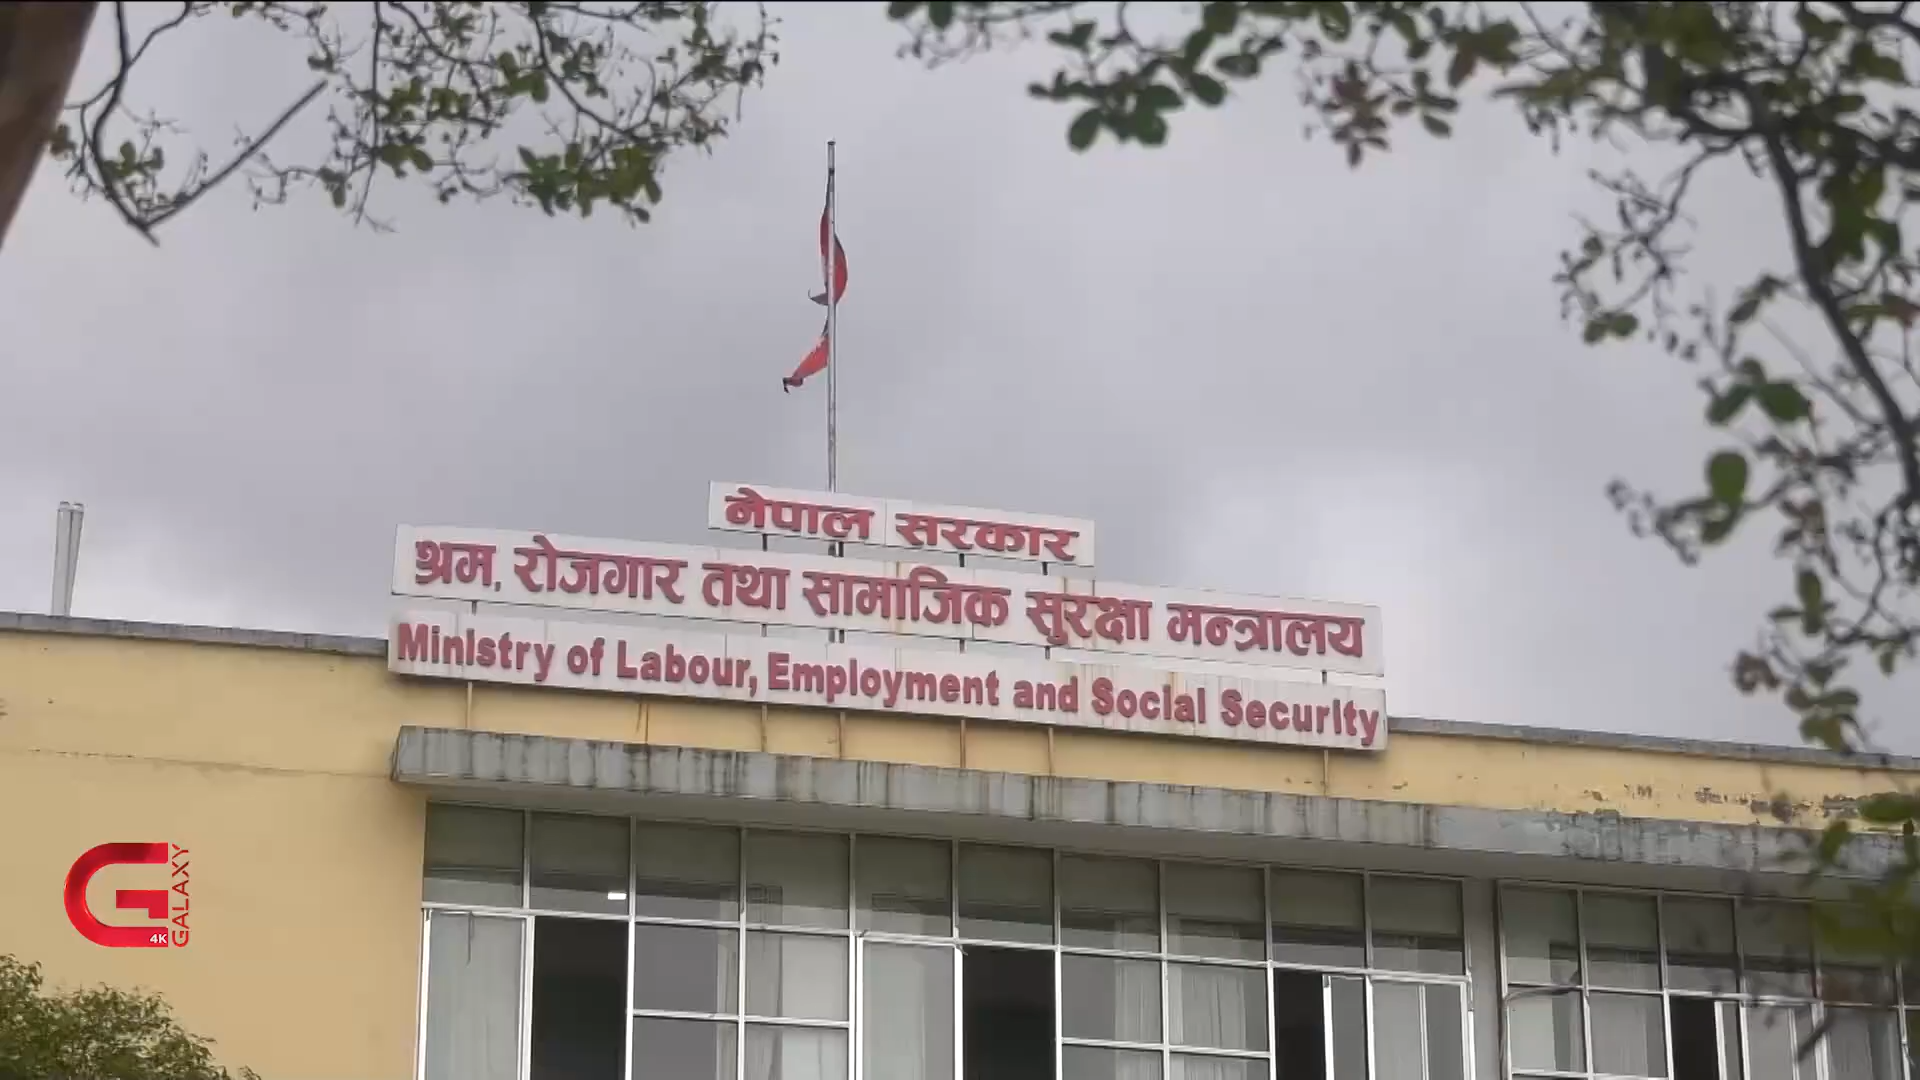 नेपाल सरकार
श्रम, रोजगार तथा सामाजिक सुरक्षा मन्त्रालय
Ministry of Labour, Employment and Social Security
G
4K
GALAXY